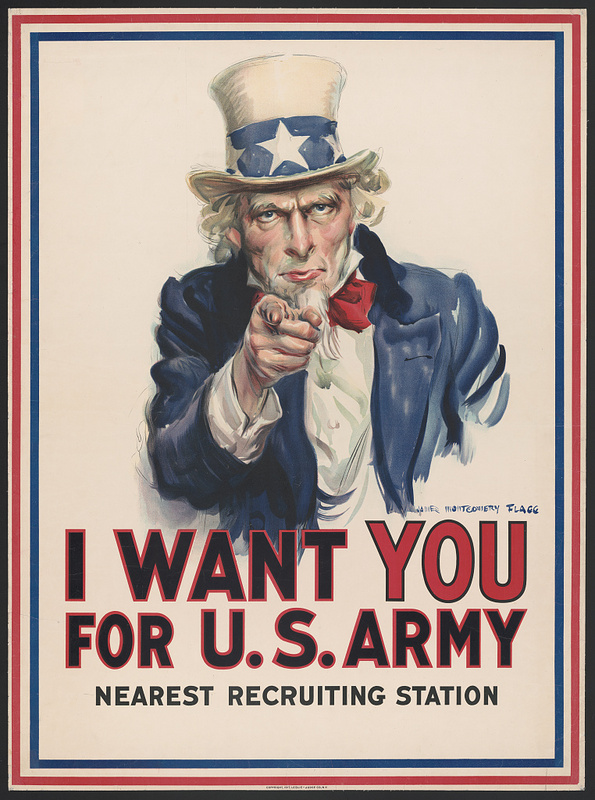 JAMES MONTGOMERY FLAGG
I WANT YOU
FOR U.S. ARMY
NEAREST RECRUITING STATION